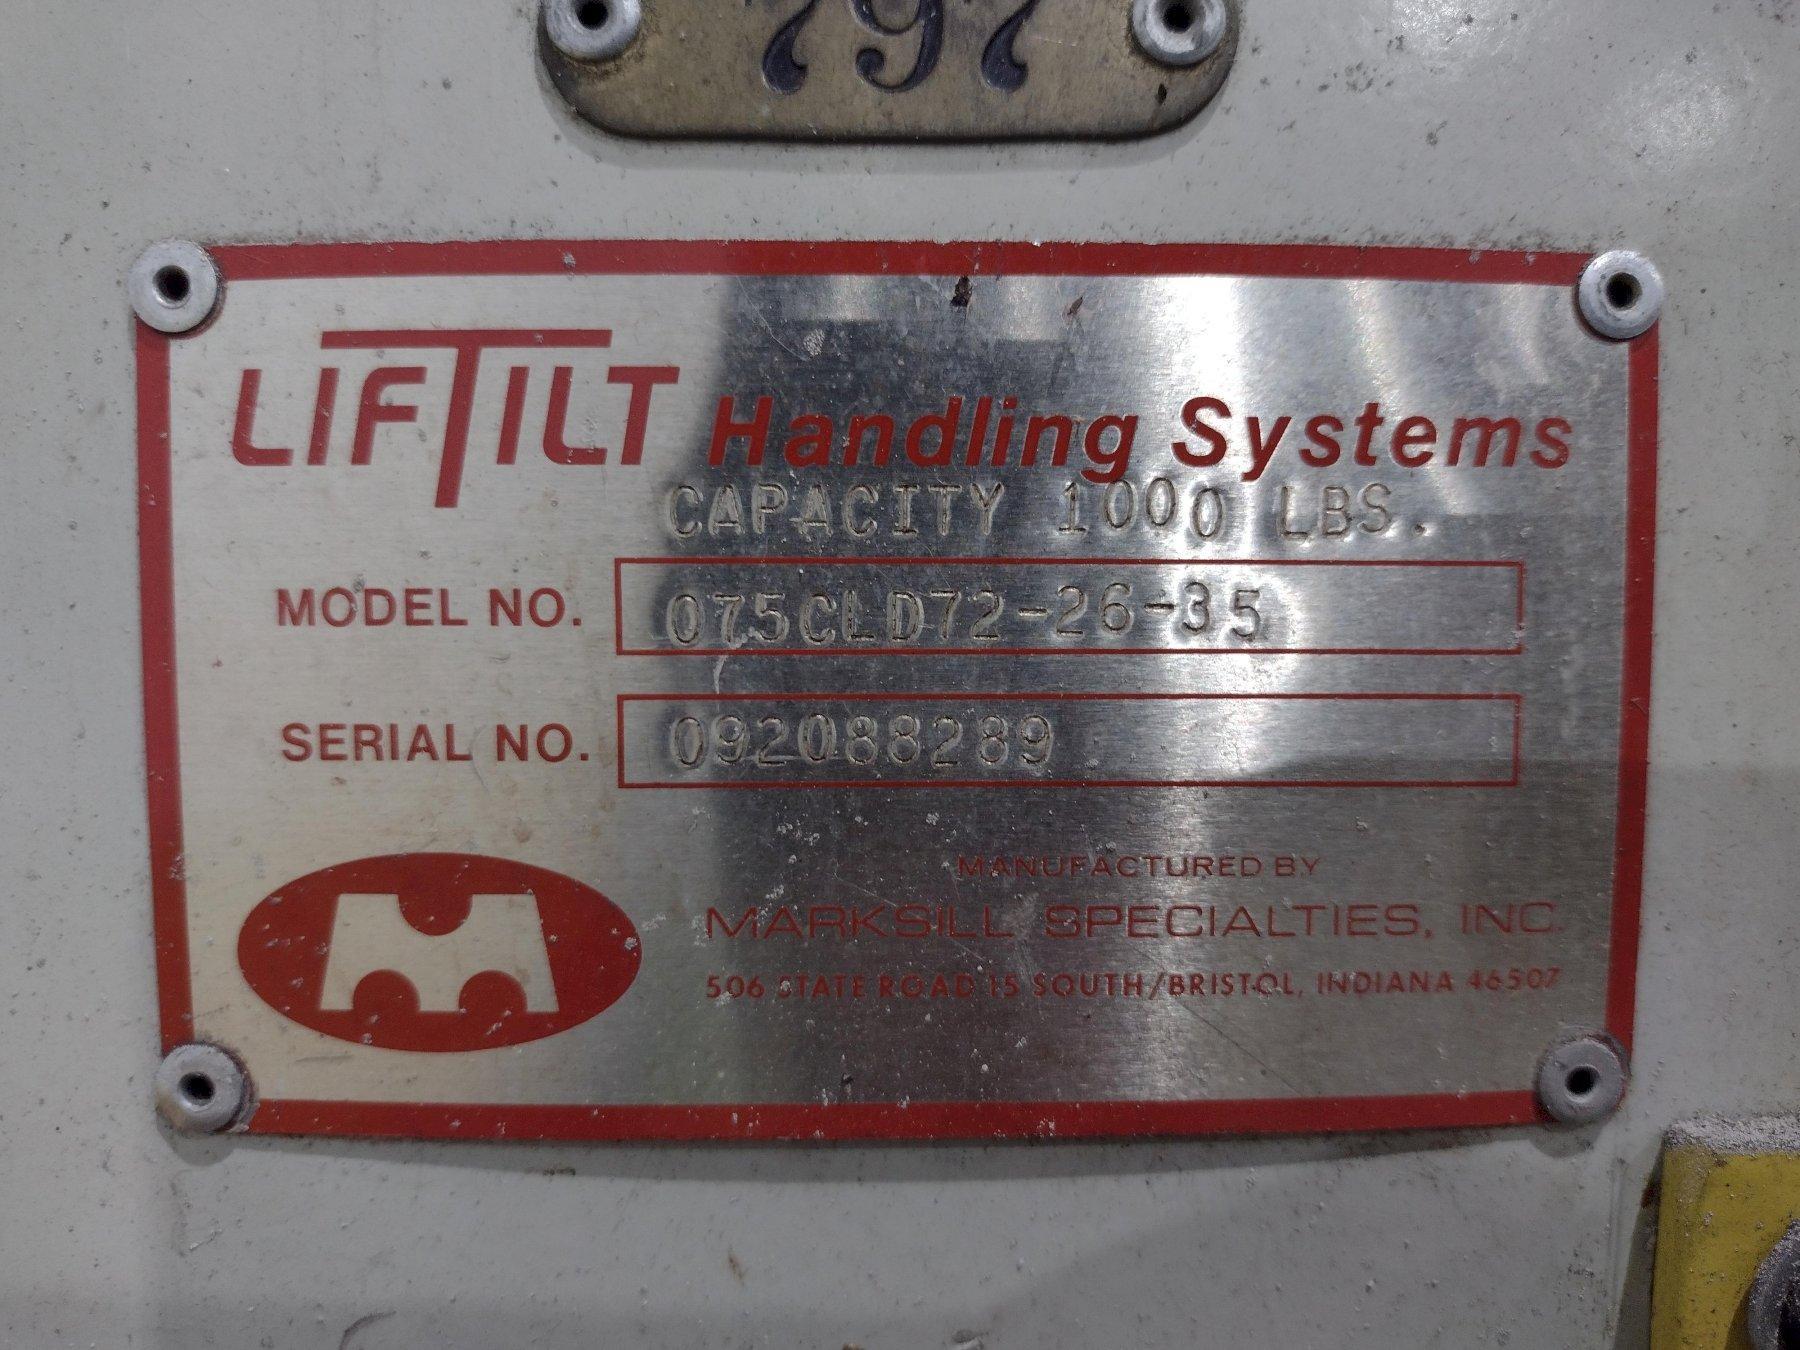 797
LIFTILT Handling Systems
CAPACITY 1000 LBS.
MODEL NO. 075CLD72-26-35
SERIAL NO. 092088289
MANUFACTURED BY
MARKSILL SPECIALTIES, INC.
506 STATE ROAD 15 SOUTH/BRISTOL, INDIANA 46507